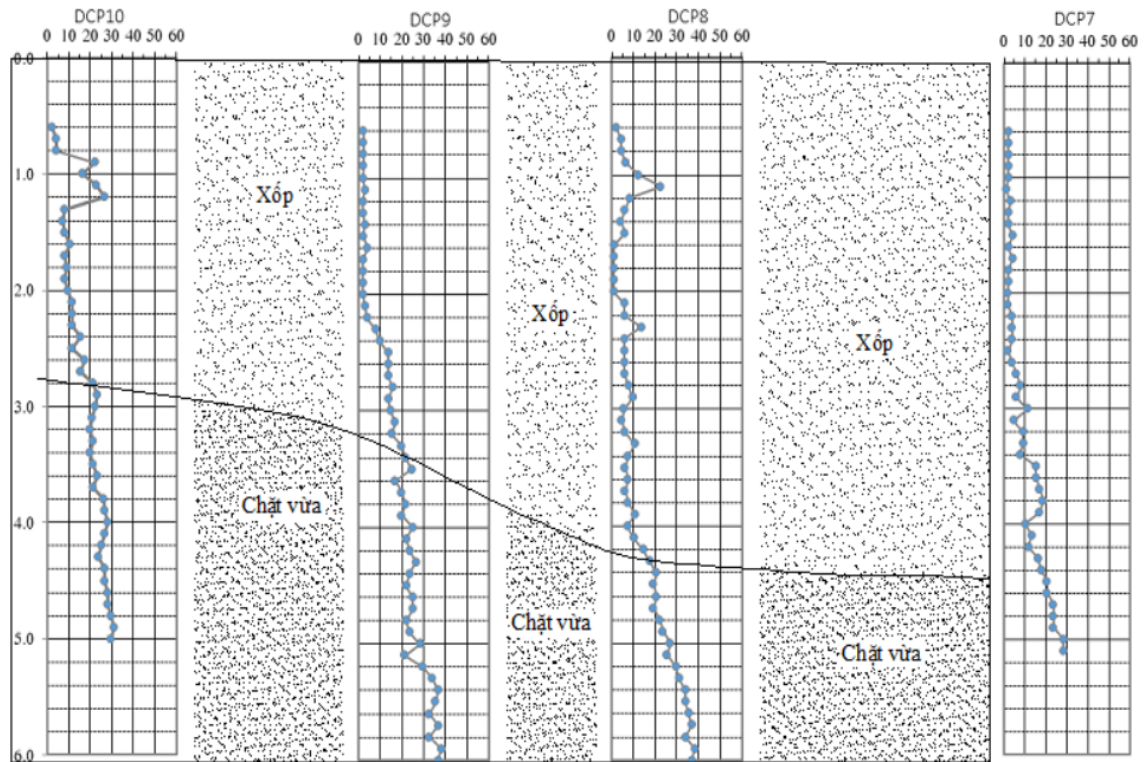 DCP10 DCP9 DCP8 DCP7
0 10 20 30 40 50 60 0 10 20 30 40 50 60 0 10 20 30 40 50 60 0 10 20 30 40 50 60
0.0
1.0
Xốp
2.0
Xốp
Xốp
3.0
Chặt vừa
4.0
5.0
Chặt vừa
Chặt vừa
6.0